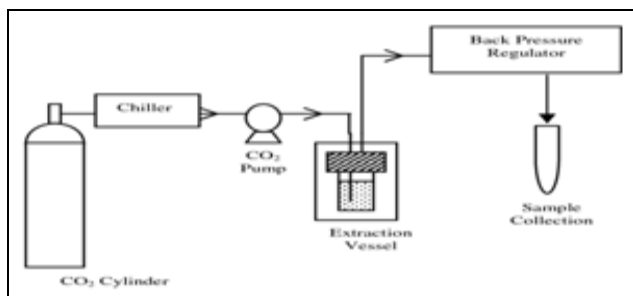 Back Pressure
Regulator
Chiller
CO₂
Pump
Extraction
Vessel
Sample
Collection
CO₂ Cylinder